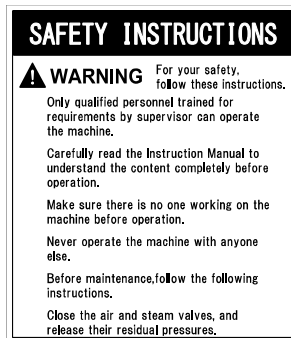 SAFETY INSTRUCTIONS
WARNING For your safety,
follow these instructions.
Only qualified personnel trained for
requirements by supervisor can operate
the machine.
Carefully read the Instruction Manual to
understand the content completely before
operation.
Make sure there is no one working on the
machine before operation.
Never operate the machine with anyone
else.
Before maintenance,follow the following
instructions.
Close the air and steam valves, and
release their residual pressures.